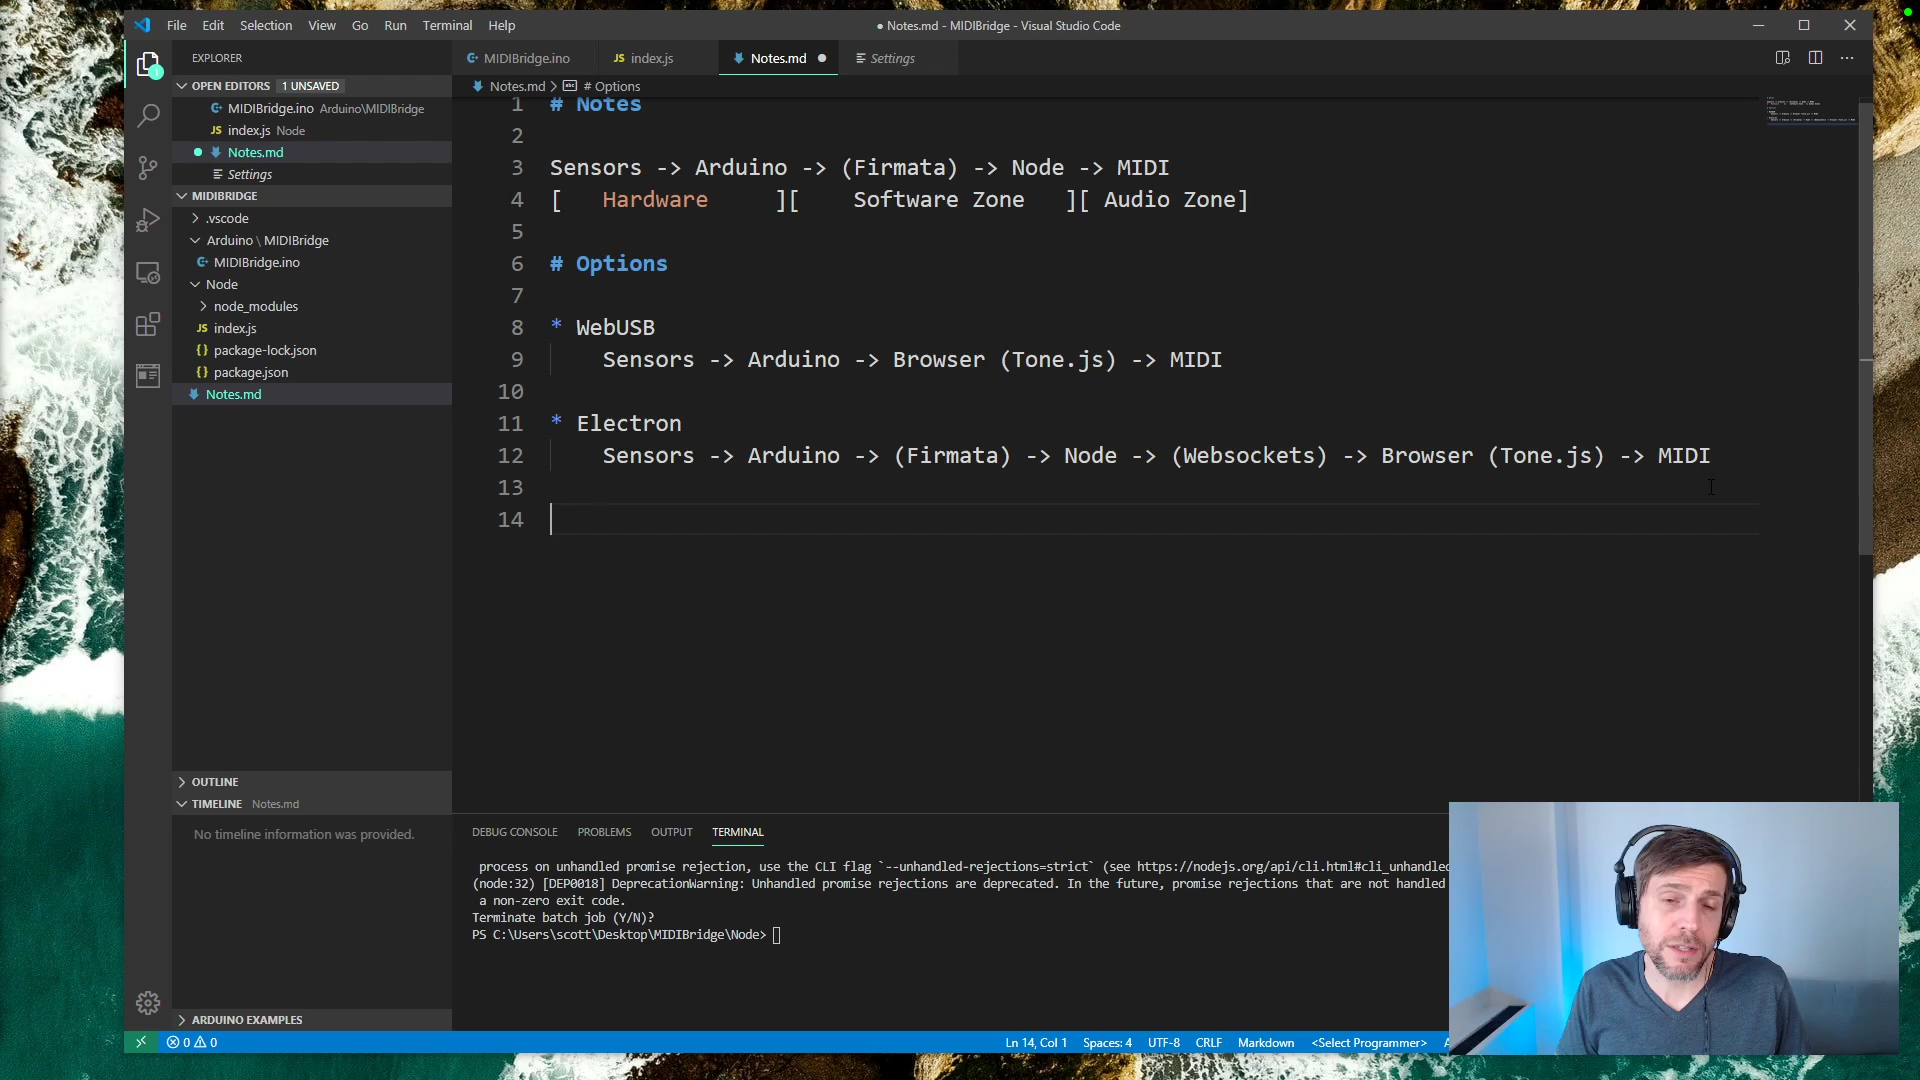 File Edit Selection View Go Run Terminal Help
● Notes.md - MIDIBridge - Visual Studio Code
EXPLORER
OPEN EDITORS 1 UNSAVED
MIDIBridge.ino Arduino\MIDIBridge
JS index.js Node
Notes.md
Settings
MIDIBRIDGE
.vscode
Arduino \ MIDIBridge
MIDIBridge.ino
Node
node_modules
JS index.js
{} package-lock.json
{} package.json
Notes.md
OUTLINE
TIMELINE Notes.md
No timeline information was provided.
ARDUINO EXAMPLES
MIDIBridge.ino
JS index.js
Notes.md ●
Settings
Notes.md > # Options
1 # Notes
2
3 Sensors -> Arduino -> (Firmata) -> Node -> MIDI
4 [ Hardware ][ Software Zone ][ Audio Zone]
5
6 # Options
7
8 * WebUSB
9 Sensors -> Arduino -> Browser (Tone.js) -> MIDI
10
11 * Electron
12 Sensors -> Arduino -> (Firmata) -> Node -> (Websockets) -> Browser (Tone.js) -> MIDI
13
14
DEBUG CONSOLE PROBLEMS OUTPUT TERMINAL
process on unhandled promise rejection, use the CLI flag `--unhandled-rejections=strict` (see https://nodejs.org/api/cli.html#cli_unhandled
(node:32) [DEP0018] DeprecationWarning: Unhandled promise rejections are deprecated. In the future, promise rejections that are not handled
a non-zero exit code.
Terminate batch job (Y/N)?
PS C:\Users\scott\Desktop\MIDIBridge\Node>
0 0
Ln 14, Col 1 Spaces: 4 UTF-8 CRLF Markdown <Select Programmer>